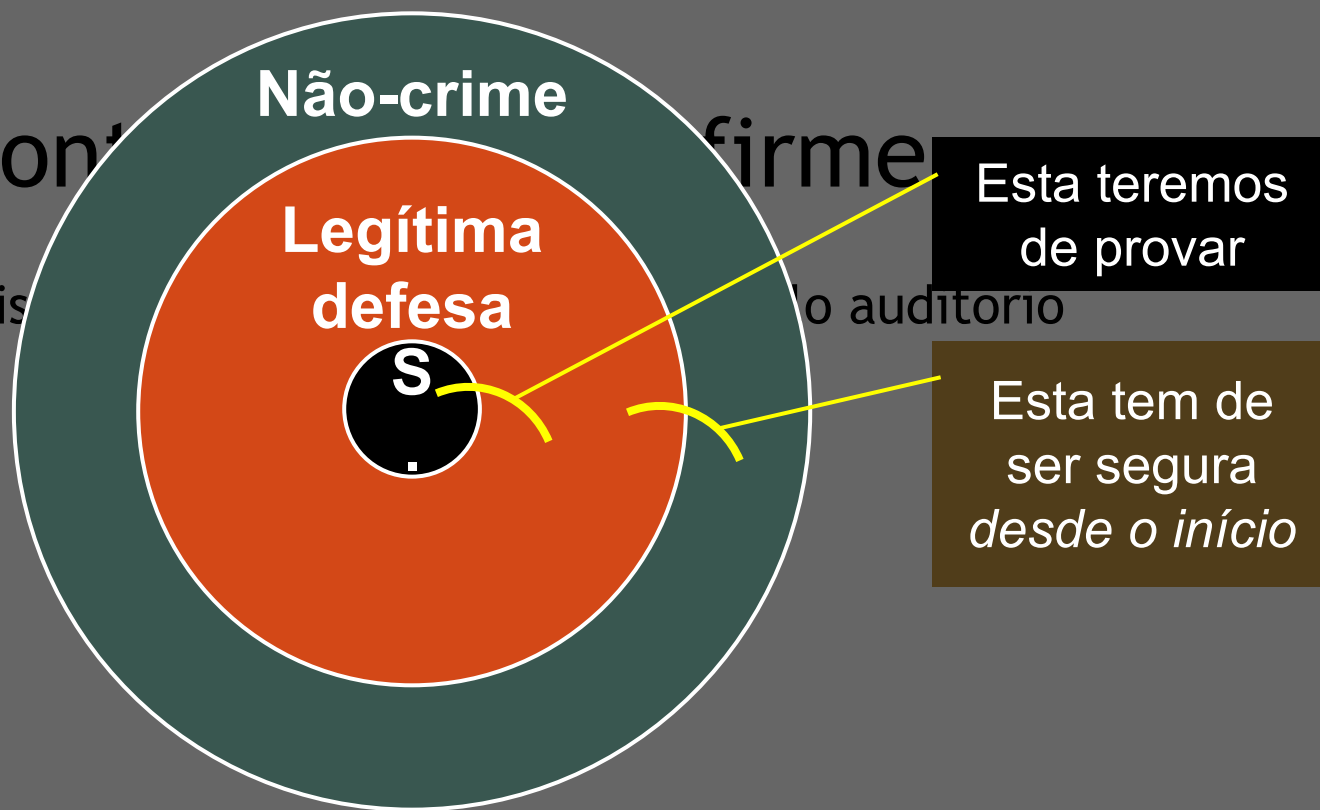 Não-crime
ont firme
Esta teremos
de provar
Legítima
defesa
is lo auditório
S
.
Esta tem de
ser segura
desde o início